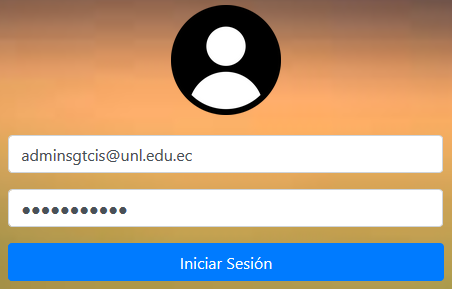 adminsgtcis@unl.edu.ec
●●●●●●●●●●●
Iniciar Sesión